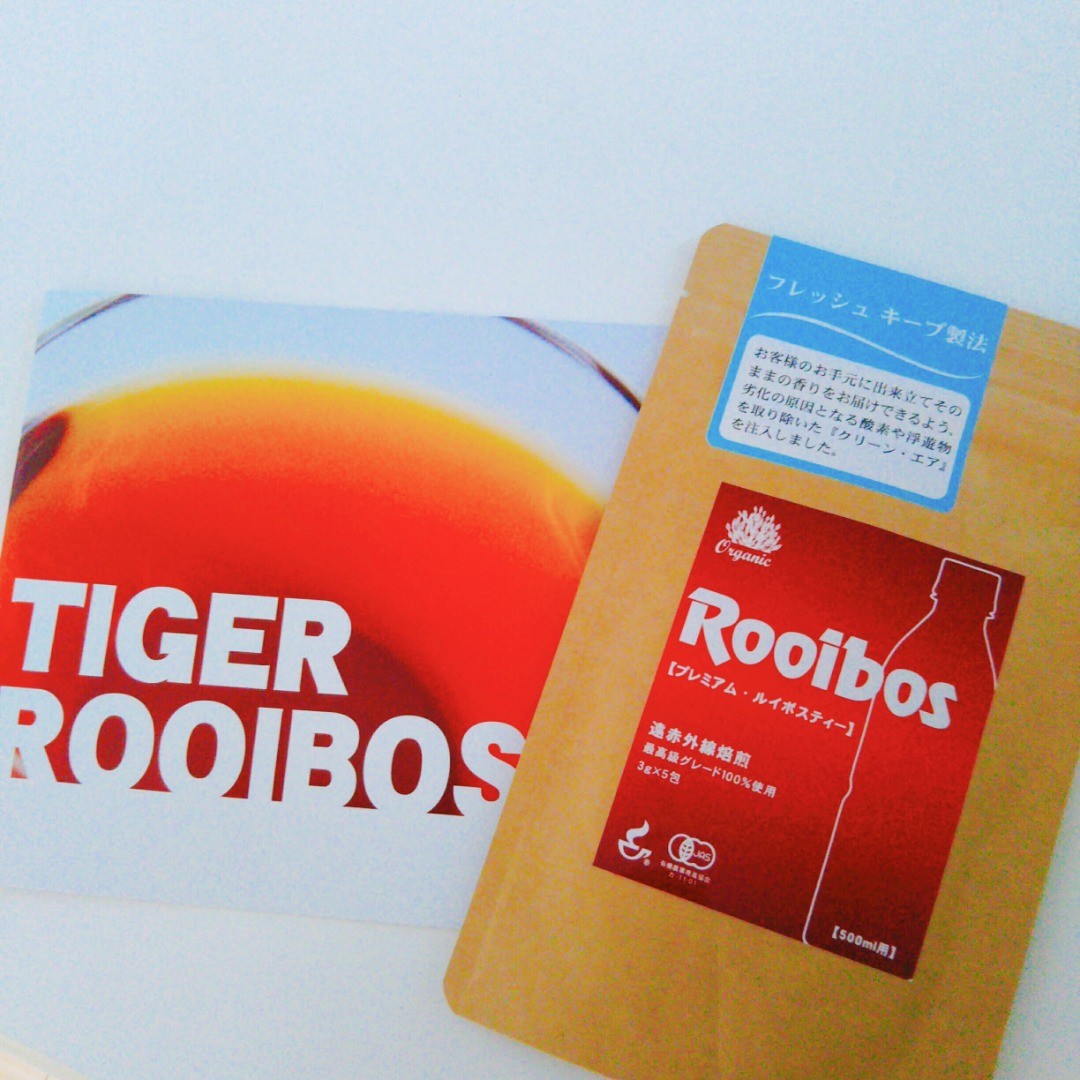 TIGER
ROOIBOS
フレッシュ キープ製法
お客様のお手元に出来立てその
ままの香りをお届けできるよう、
劣化の原因となる酸素や浮遊物
を取り除いた『クリーン・エア』
を注入しました。
Organic
Rooibos
【プレミアム・ルイボスティー】
遠赤外線焙煎
最高級グレード100%使用
3g×5包
®
JAS
【500ml用】